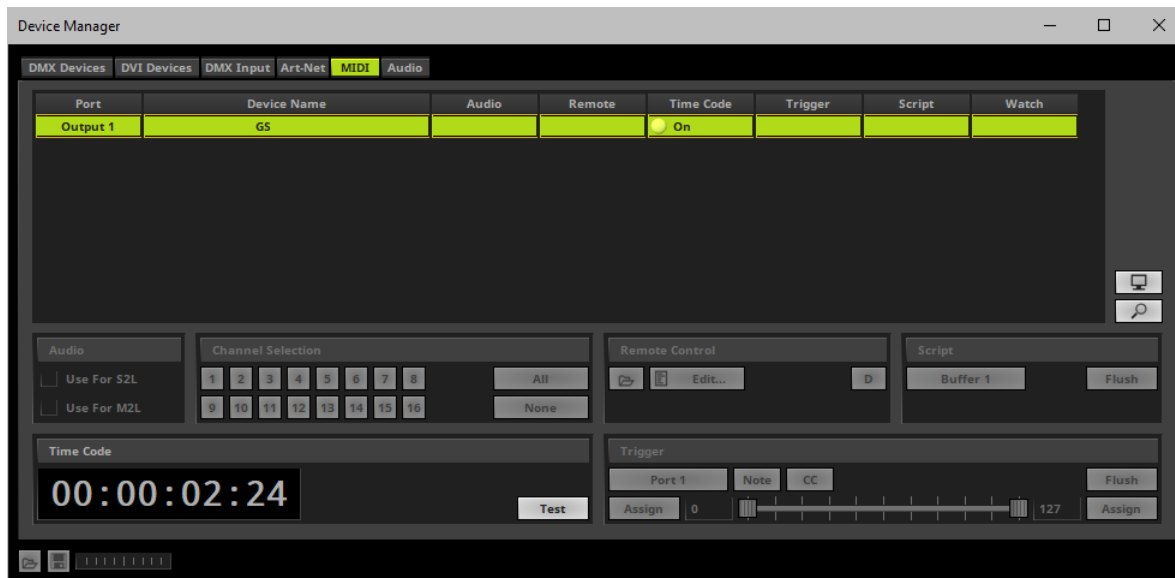 Device Manager
DMX Devices DVI Devices DMX Input Art-Net MIDI Audio
Port Device Name Audio Remote Time Code Trigger Script Watch
Output 1 GS On
Audio Channel Selection Remote Control Script
Use For S2L 1 2 3 4 5 6 7 8 All Edit... D Buffer 1 Flush
Use For M2L 9 10 11 12 13 14 15 16 None
Time Code Trigger
Port 1 Note CC Flush
00:00:02:24 Test Assign 0 127 Assign